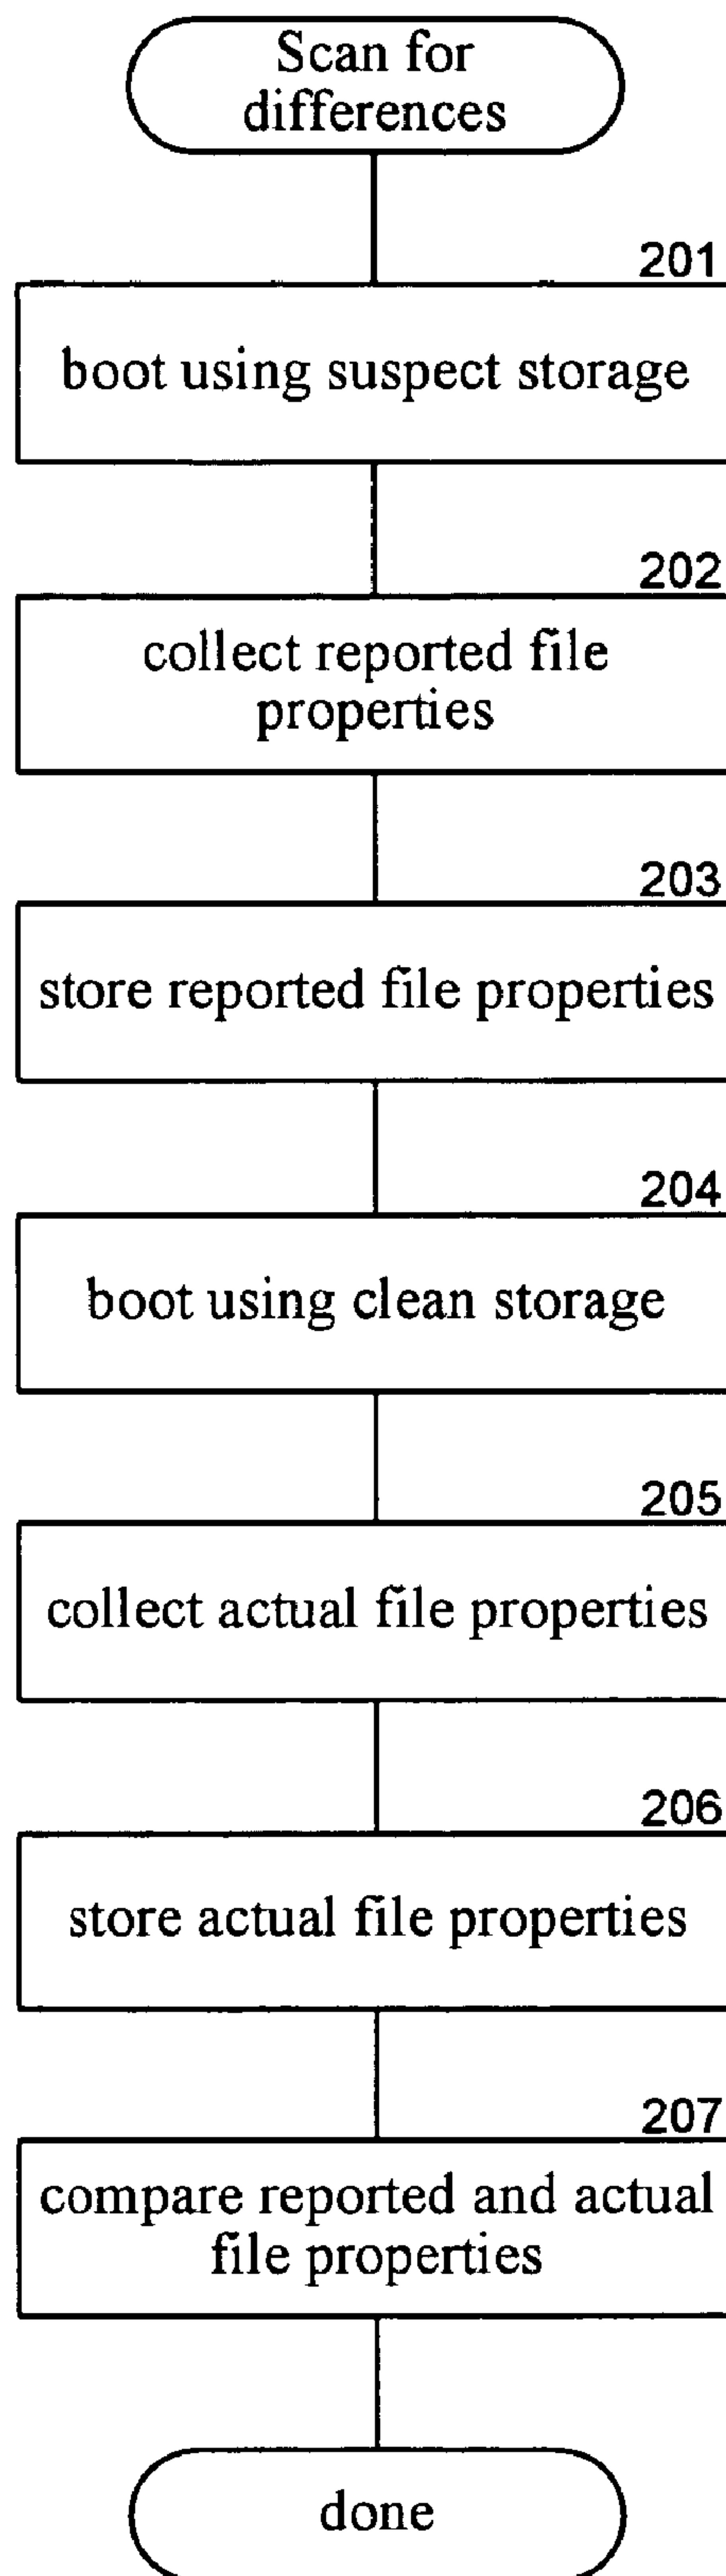 Scan for
differences
201
boot using suspect storage
202
collect reported file
properties
203
store reported file properties
204
boot using clean storage
205
collect actual file properties
206
store actual file properties
207
compare reported and actual
file properties
done